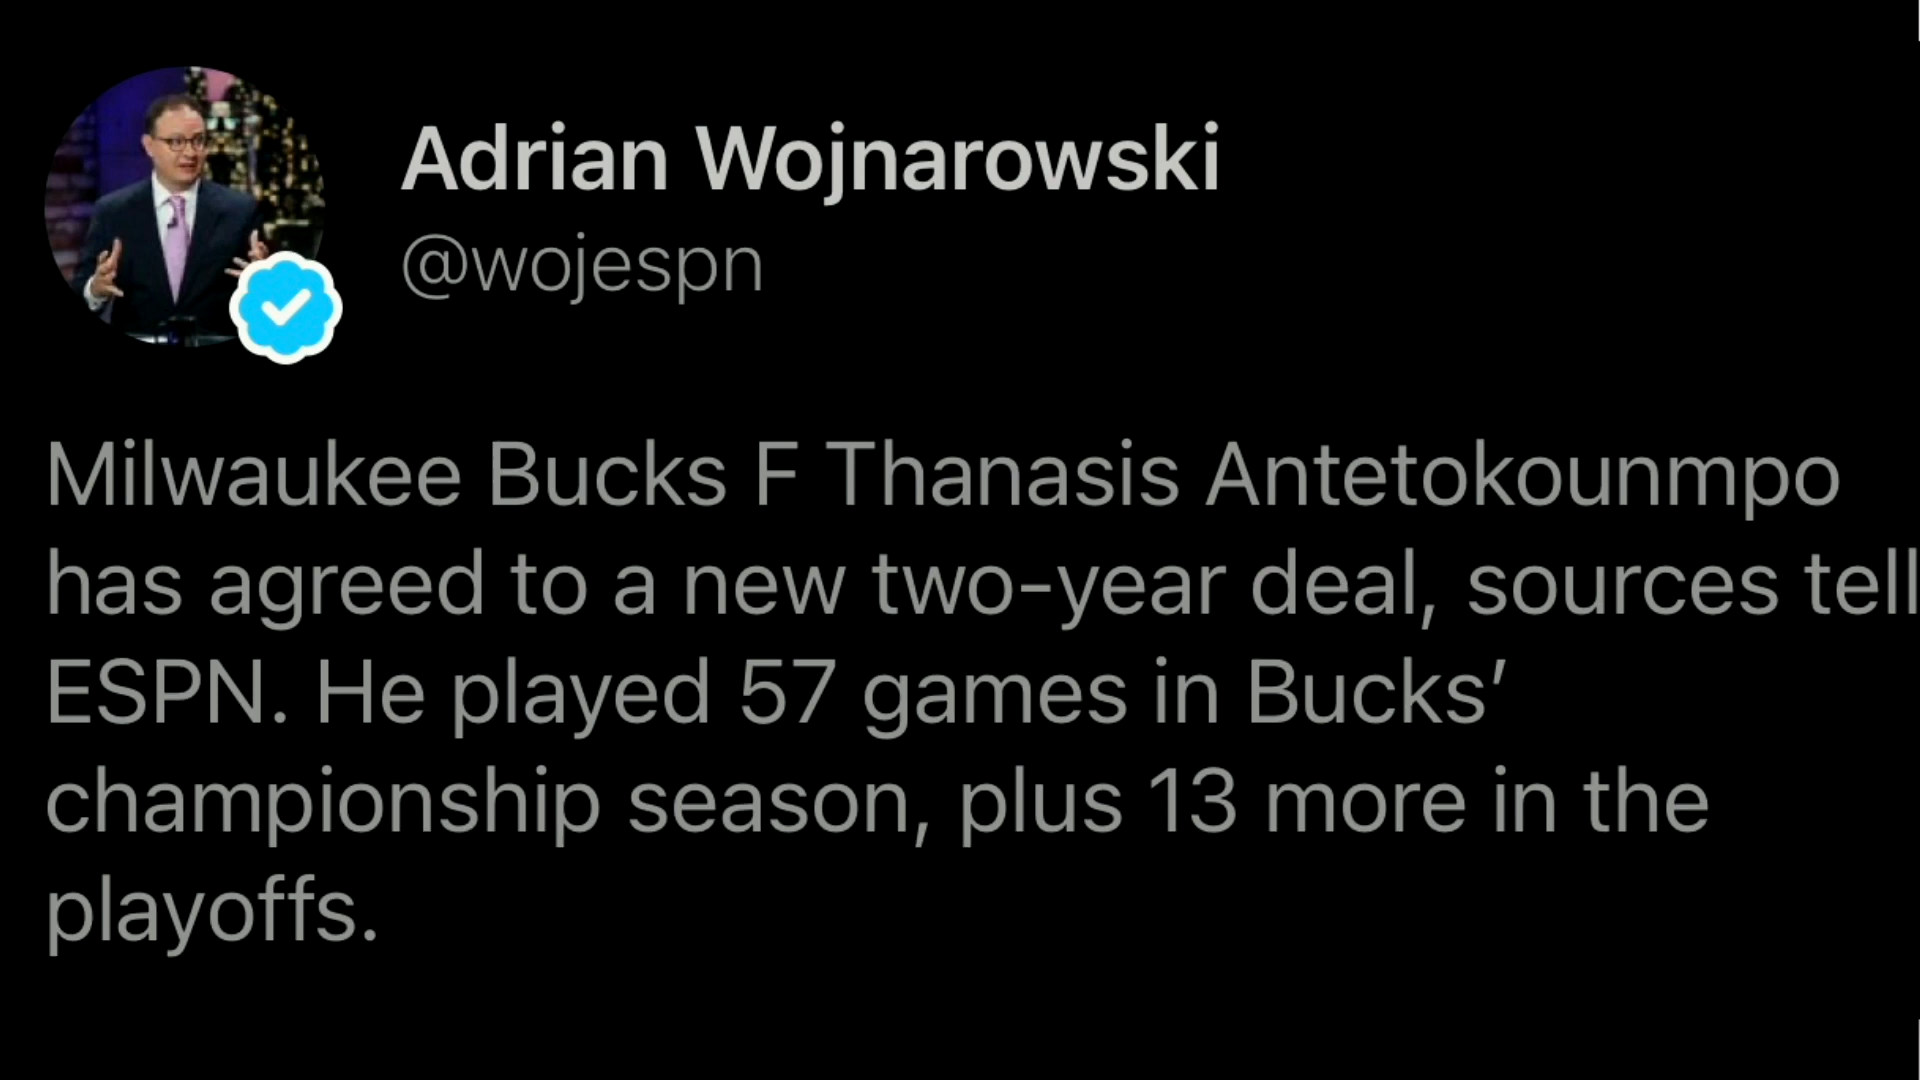 Adrian Wojnarowski
@wojespn
Milwaukee Bucks F Thanasis Antetokounmpo
has agreed to a new two-year deal, sources tell
ESPN. He played 57 games in Bucks’
championship season, plus 13 more in the
playoffs.